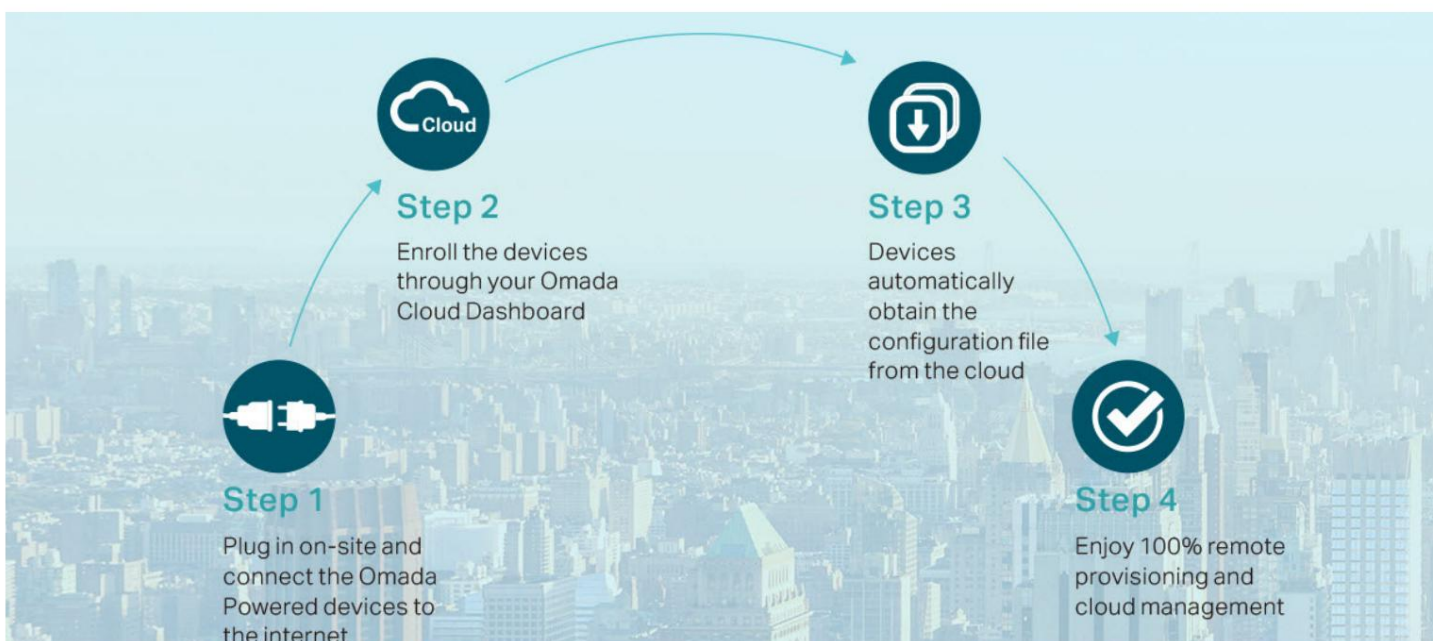 Cloud
Step 2
Enroll the devices
through your Omada
Cloud Dashboard
Step 3
Devices
automatically
obtain the
configuration file
from the cloud
Step 1
Plug in on-site and
connect the Omada
Powered devices to
the internet
Step 4
Enjoy 100% remote
provisioning and
cloud management